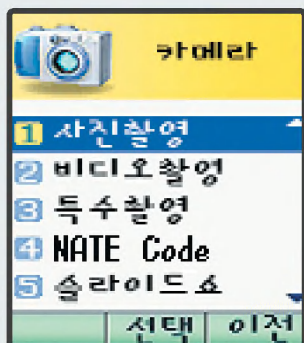 카메라
1 사진촬영
2 비디오촬영
3 특수촬영
4 NATE Code
5 슬라이드쇼
선택 이전